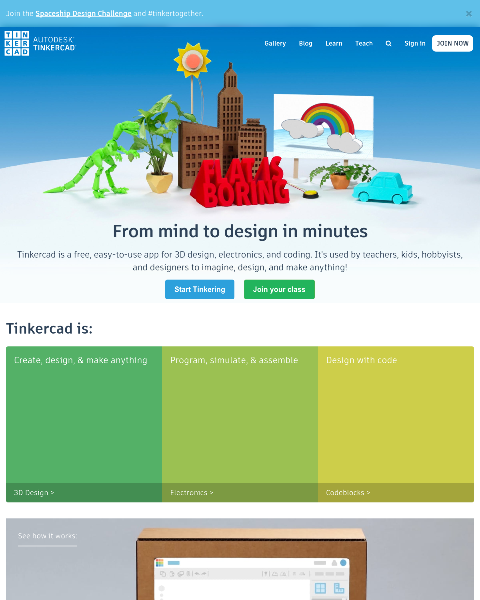 Join the Spaceship Design Challenge and #tinkertogether.
×
TIN
KER
CAD
AUTODESK®
TINKERCAD®
Gallery Blog Learn Teach Sign in JOIN NOW
FLAT IS
BORING
From mind to design in minutes
Tinkercad is a free, easy-to-use app for 3D design, electronics, and coding. It's used by teachers, kids, hobbyists,
and designers to imagine, design, and make anything!
Start Tinkering Join your class
Tinkercad is:
Create, design, & make anything
Program, simulate, & assemble
Design with code
3D Design >
Electronics >
Codeblocks >
See how it works: